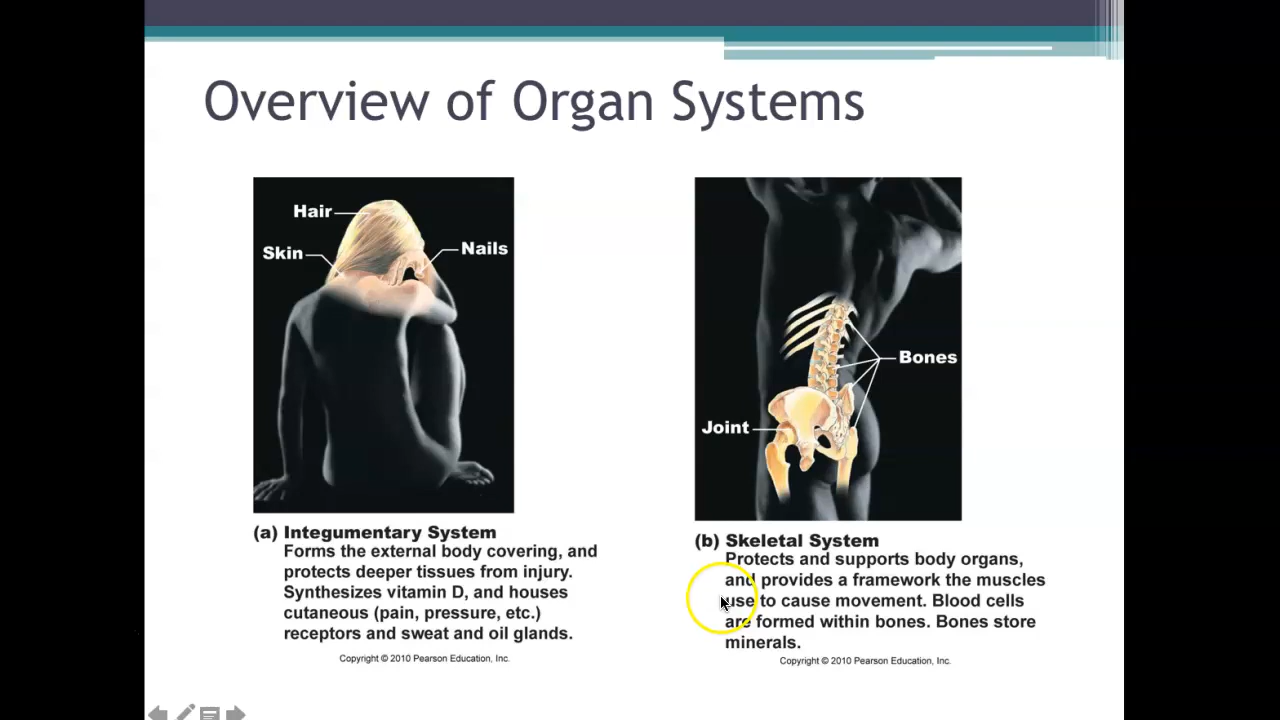 Overview of Organ Systems
Hair
Skin
Nails
(a) Integumentary System
Forms the external body covering, and
protects deeper tissues from injury.
Synthesizes vitamin D, and houses
cutaneous (pain, pressure, etc.)
receptors and sweat and oil glands.
Copyright © 2010 Pearson Education, Inc.
Bones
Joint
(b) Skeletal System
Protects and supports body organs,
and provides a framework the muscles
use to cause movement. Blood cells
are formed within bones. Bones store
minerals.
Copyright © 2010 Pearson Education, Inc.